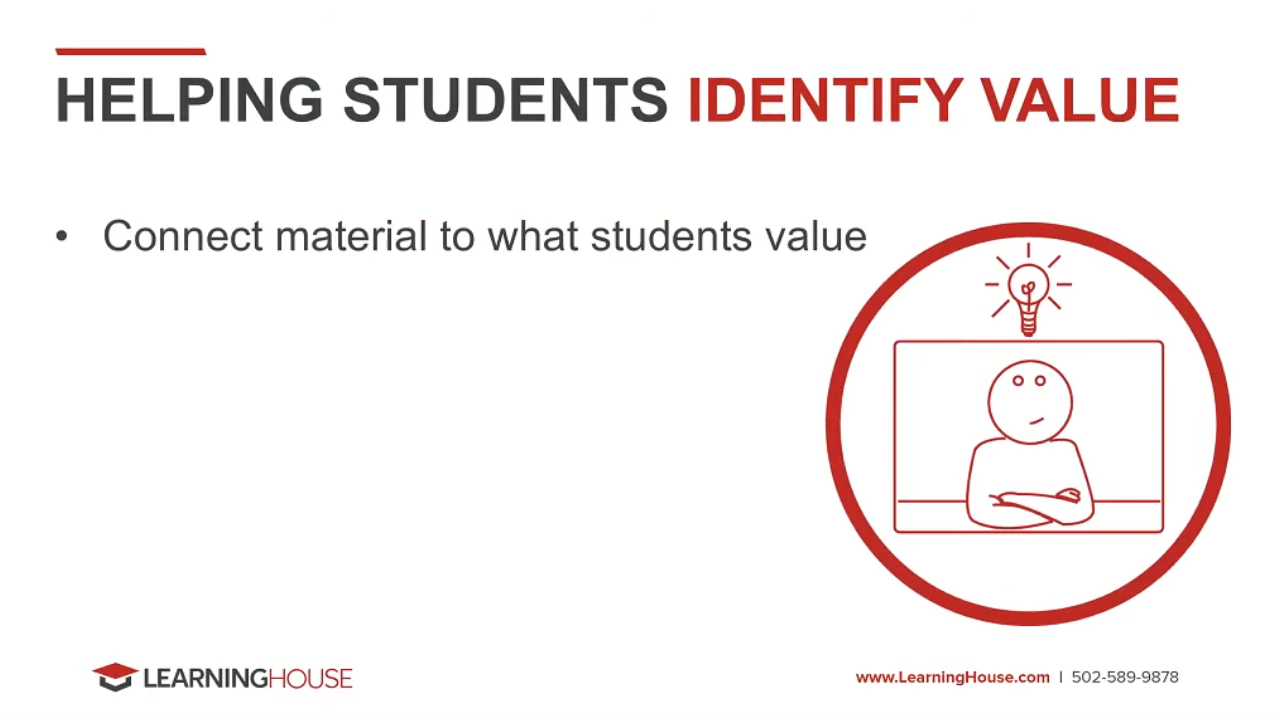 HELPING STUDENTS IDENTIFY VALUE
• Connect material to what students value
LEARNINGHOUSE
www.LearningHouse.com | 502-589-9878